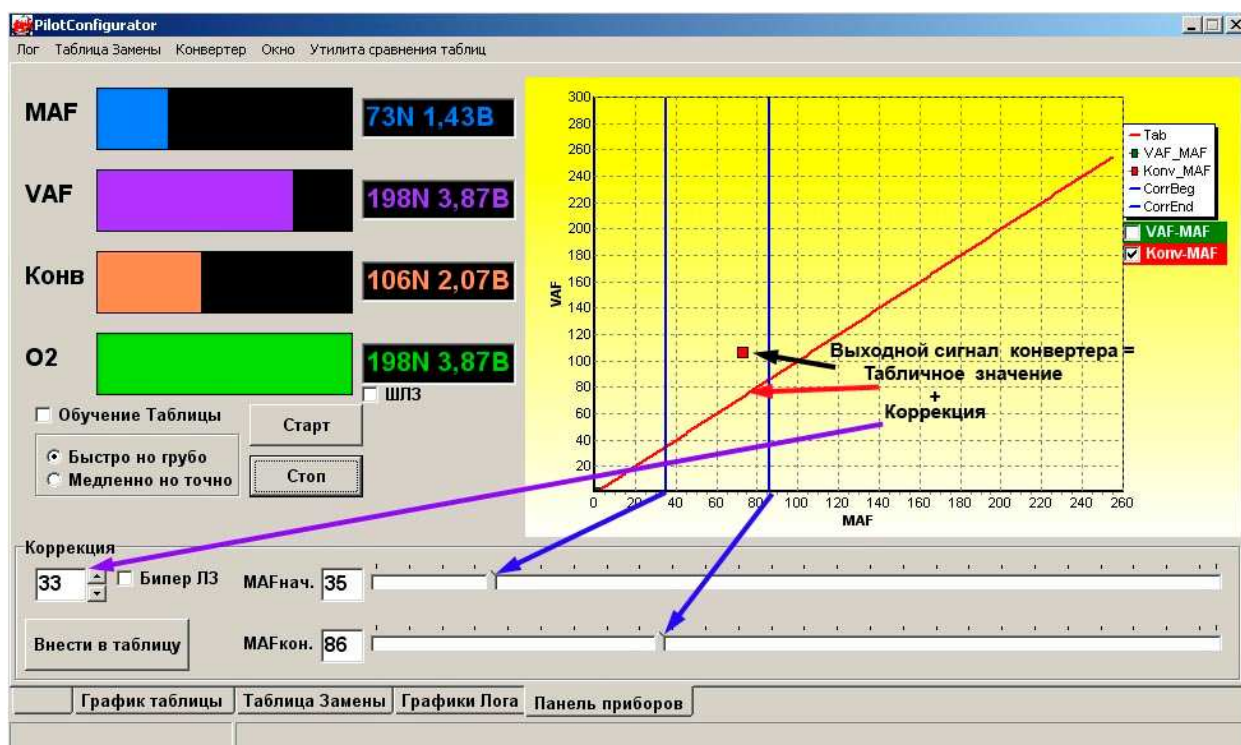 PilotConfigurator
Лог Таблица Замены Конвертер Окно Утилита сравнения таблиц
MAF
73N 1,43В
VAF
198N 3,87В
Конв
106N 2,07В
O2
198N 3,87В
ШЛЗ
Обучение Таблицы
Старт
Быстро но грубо
Медленно но точно
Стоп
300
280
260
240
220
200
180
160
140
120
100
80
60
40
20
VAF
0 20 40 60 80 100 120 140 160 180 200 220 240 260
MAF
Tab
VAF_MAF
Konv_MAF
CorrBeg
CorrEnd
VAF-MAF
Konv-MAF
Выходной сигнал конвертера =
Табличное значение
+
Коррекция
Коррекция
33
Бипер ЛЗ
MAFнач. 35
Внести в таблицу
MAFкон. 86
График таблицы Таблица Замены Графики Лога Панель приборов